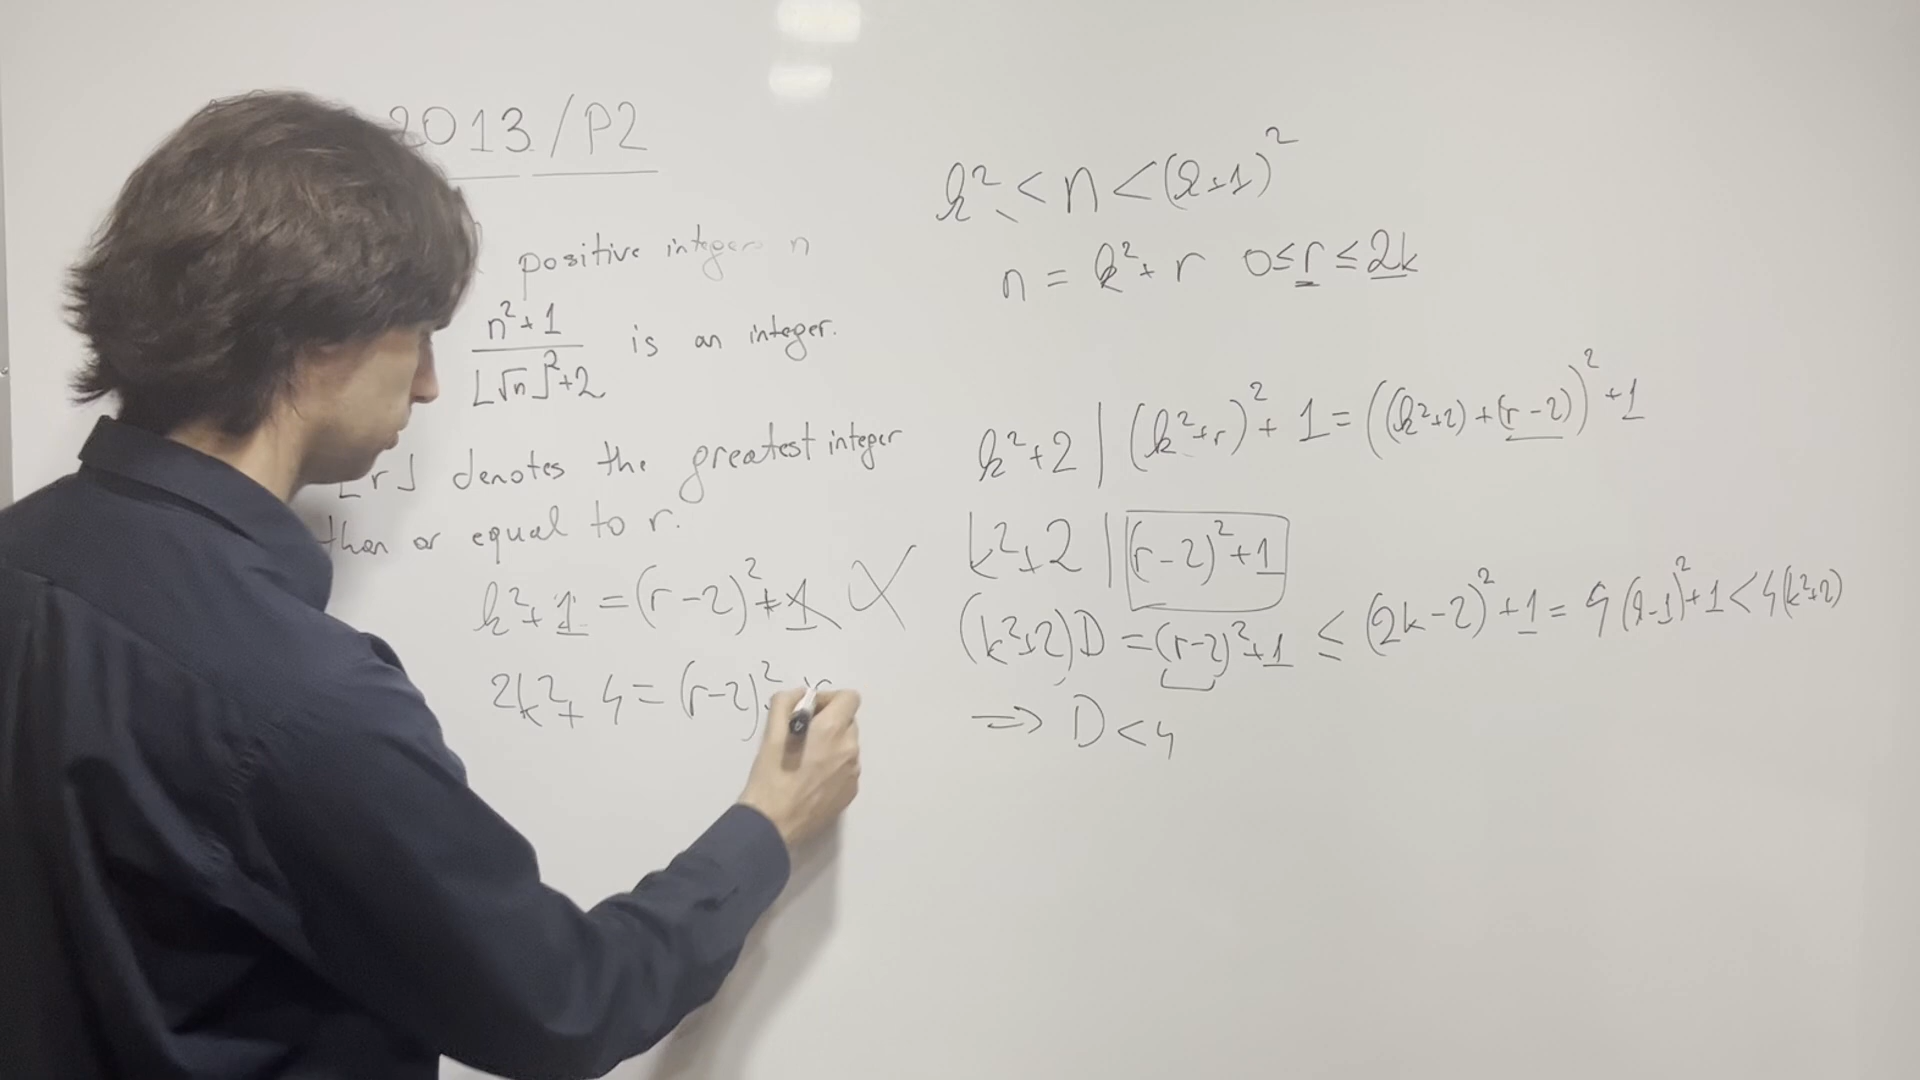 2013/P2
positive integers n
n²+1 / ⌊√n⌋²+2 is an integer.
⌊r⌋ denotes the greatest integer
than or equal to r.
k²+1 = (r-2)²+1 X
2k²+4 = (r-2)²
k² < n < (k+1)²
n = k²+r 0≤r≤2k
k²+2 | (k²+r)²+1 = ((k²+2)+(r-2))²+1
k²+2 | (r-2)²+1
(k²+2)D = (r-2)²+1 ≤ (2k-2)²+1 = 4(k-1)²+1 < 4(k²+2)
⇒ D<4